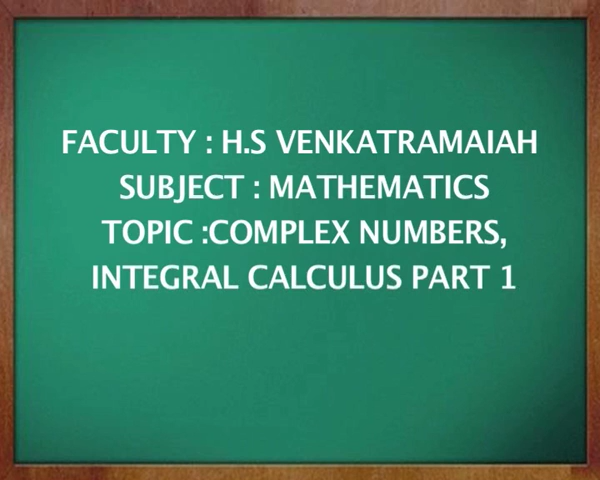 FACULTY : H.S VENKATRAMAIAH
SUBJECT : MATHEMATICS
TOPIC :COMPLEX NUMBERS,
INTEGRAL CALCULUS PART 1